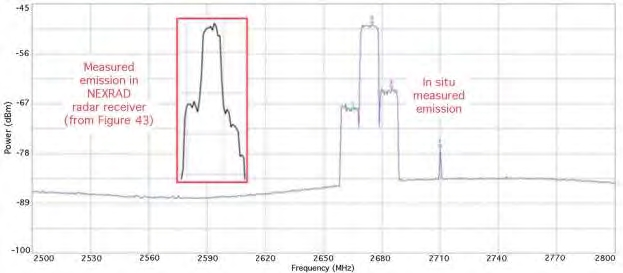 -45
-56
-67
-78
-89
-100
Power (dBm)
Measured
emission in
NEXRAD
radar receiver
(from Figure 43)
In situ
measured
emission
2500 2530 2560 2590 2620 2650 2680 2710 2740 2770 2800
Frequency (MHz)